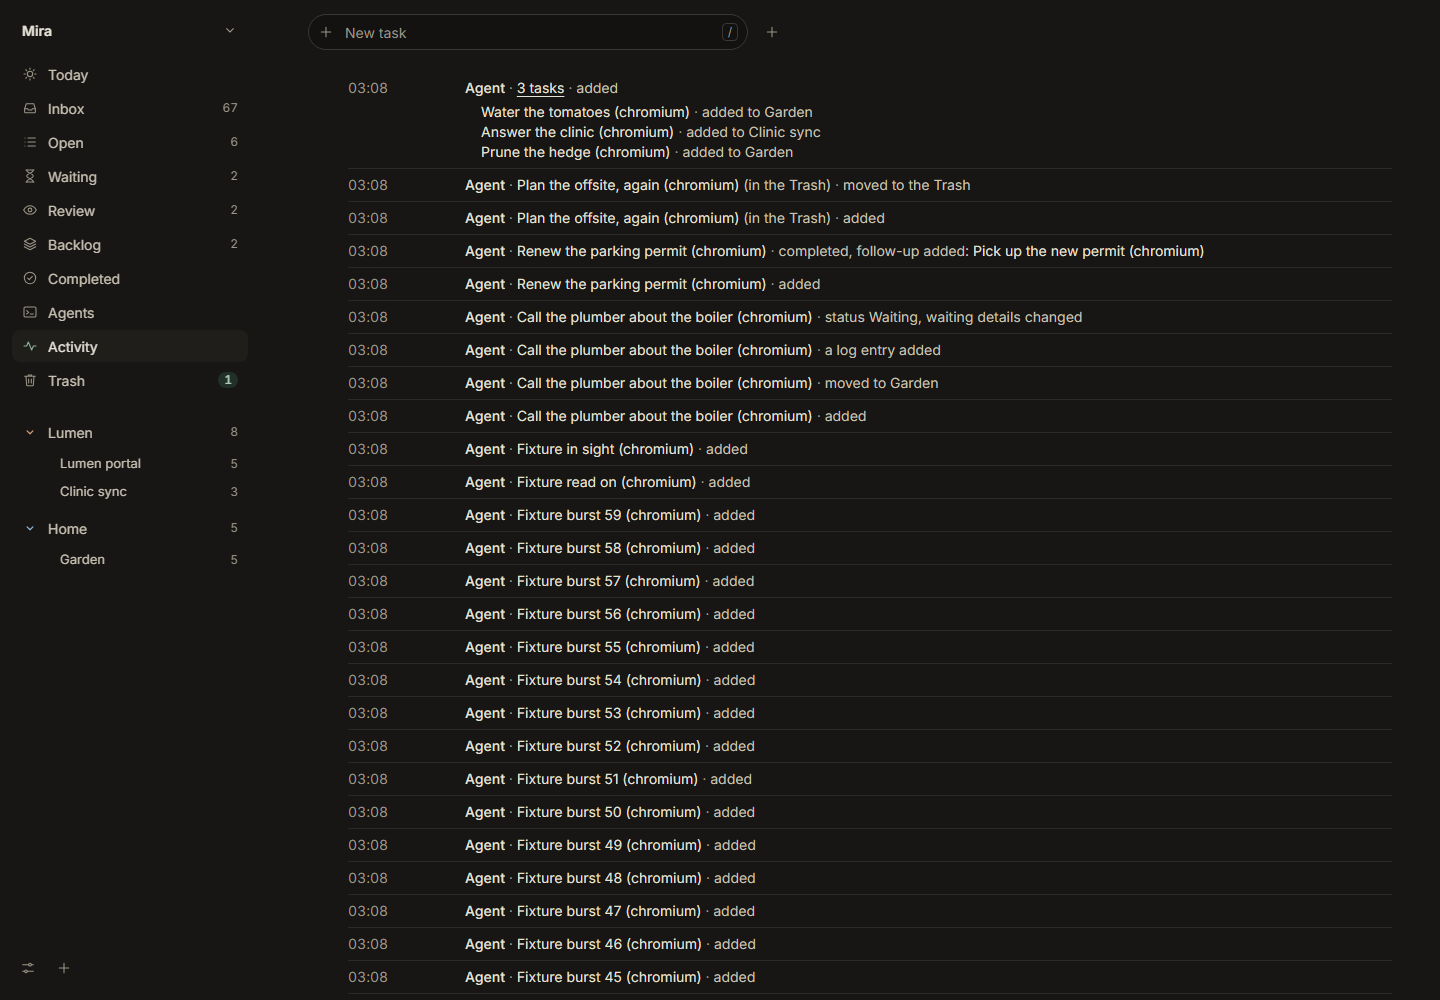 Mira
New task /
Today
Inbox 67
Open 6
Waiting 2
Review 2
Backlog 2
Completed
Agents
Activity
Trash 1
Lumen 8
Lumen portal 5
Clinic sync 3
Home 5
Garden 5
03:08 Agent · 3 tasks · added
Water the tomatoes (chromium) · added to Garden
Answer the clinic (chromium) · added to Clinic sync
Prune the hedge (chromium) · added to Garden
03:08 Agent · Plan the offsite, again (chromium) (in the Trash) · moved to the Trash
03:08 Agent · Plan the offsite, again (chromium) (in the Trash) · added
03:08 Agent · Renew the parking permit (chromium) · completed, follow-up added: Pick up the new permit (chromium)
03:08 Agent · Renew the parking permit (chromium) · added
03:08 Agent · Call the plumber about the boiler (chromium) · status Waiting, waiting details changed
03:08 Agent · Call the plumber about the boiler (chromium) · a log entry added
03:08 Agent · Call the plumber about the boiler (chromium) · moved to Garden
03:08 Agent · Call the plumber about the boiler (chromium) · added
03:08 Agent · Fixture in sight (chromium) · added
03:08 Agent · Fixture read on (chromium) · added
03:08 Agent · Fixture burst 59 (chromium) · added
03:08 Agent · Fixture burst 58 (chromium) · added
03:08 Agent · Fixture burst 57 (chromium) · added
03:08 Agent · Fixture burst 56 (chromium) · added
03:08 Agent · Fixture burst 55 (chromium) · added
03:08 Agent · Fixture burst 54 (chromium) · added
03:08 Agent · Fixture burst 53 (chromium) · added
03:08 Agent · Fixture burst 52 (chromium) · added
03:08 Agent · Fixture burst 51 (chromium) · added
03:08 Agent · Fixture burst 50 (chromium) · added
03:08 Agent · Fixture burst 49 (chromium) · added
03:08 Agent · Fixture burst 48 (chromium) · added
03:08 Agent · Fixture burst 47 (chromium) · added
03:08 Agent · Fixture burst 46 (chromium) · added
03:08 Agent · Fixture burst 45 (chromium) · added